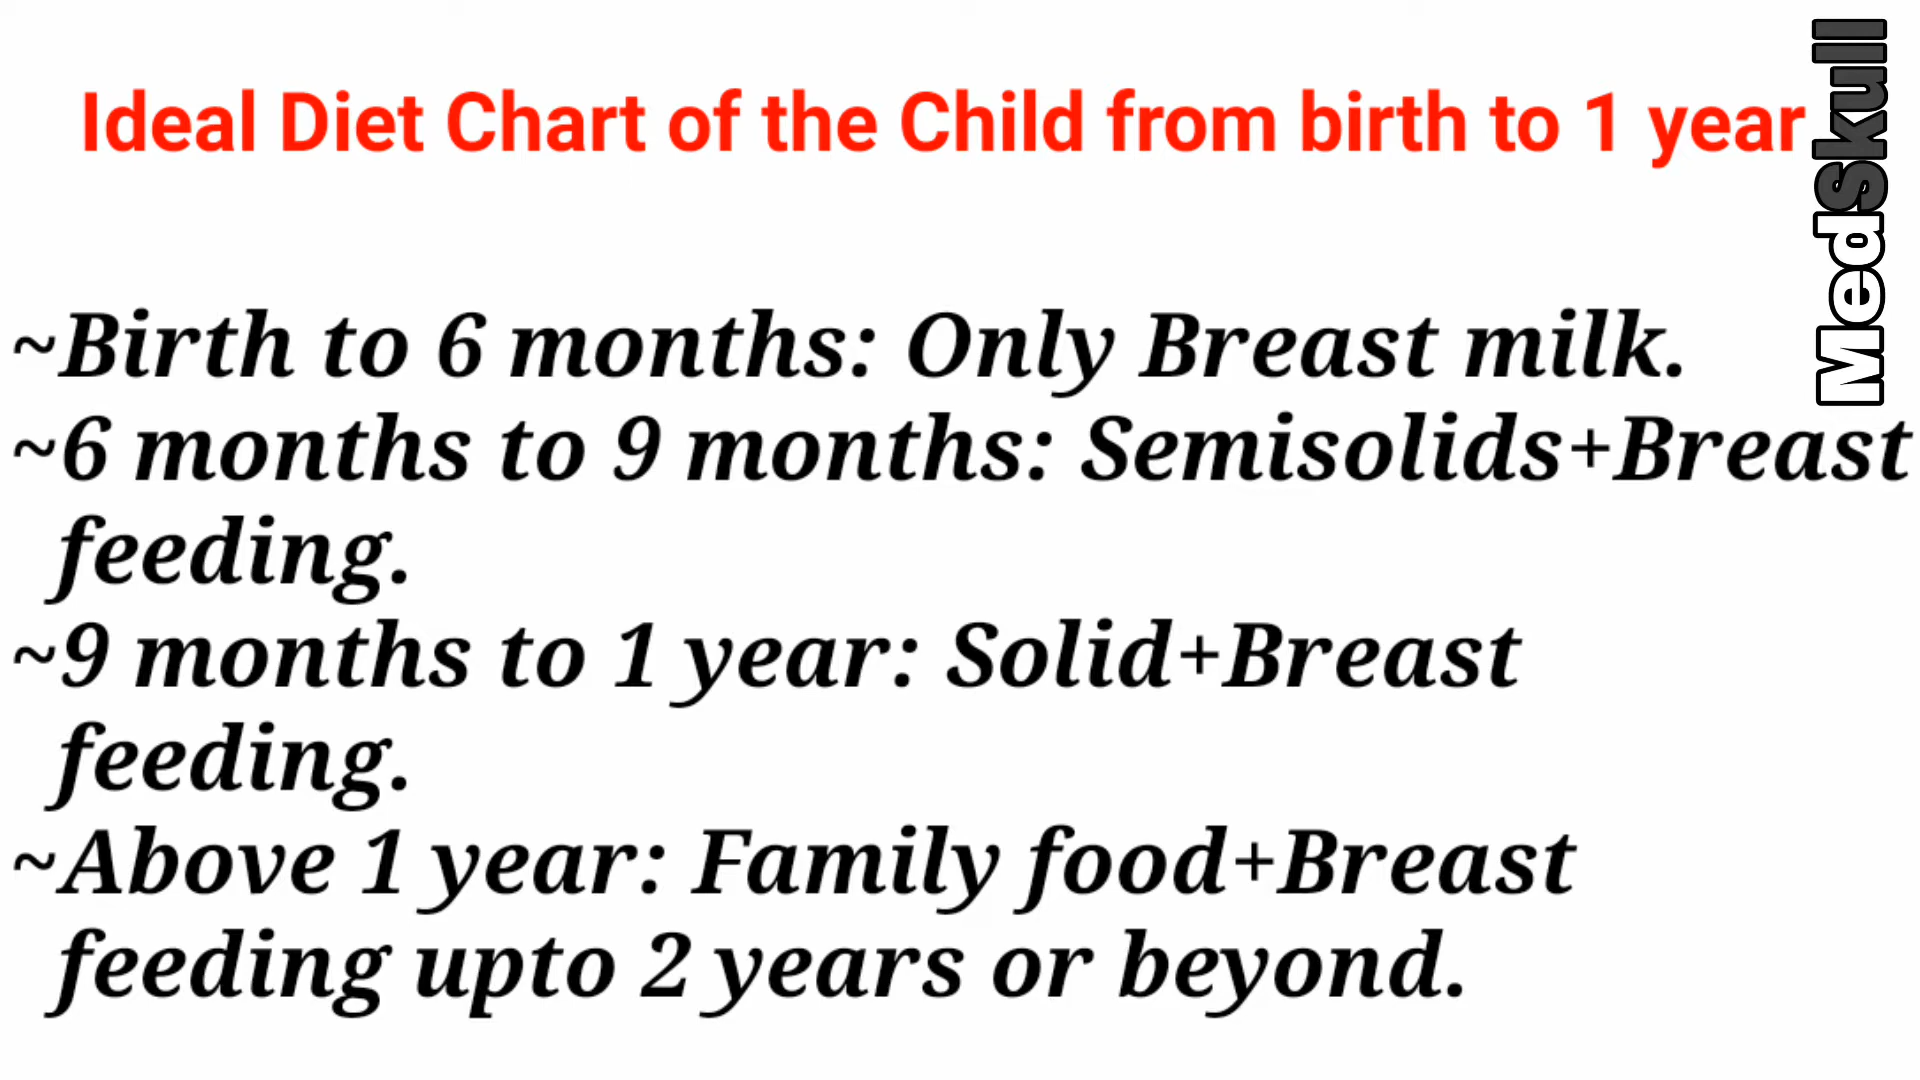 Ideal Diet Chart of the Child from birth to 1 year
MedSkull
~Birth to 6 months: Only Breast milk.
~6 months to 9 months: Semisolids+Breast
feeding.
~9 months to 1 year: Solid+Breast
feeding.
~Above 1 year: Family food+Breast
feeding upto 2 years or beyond.